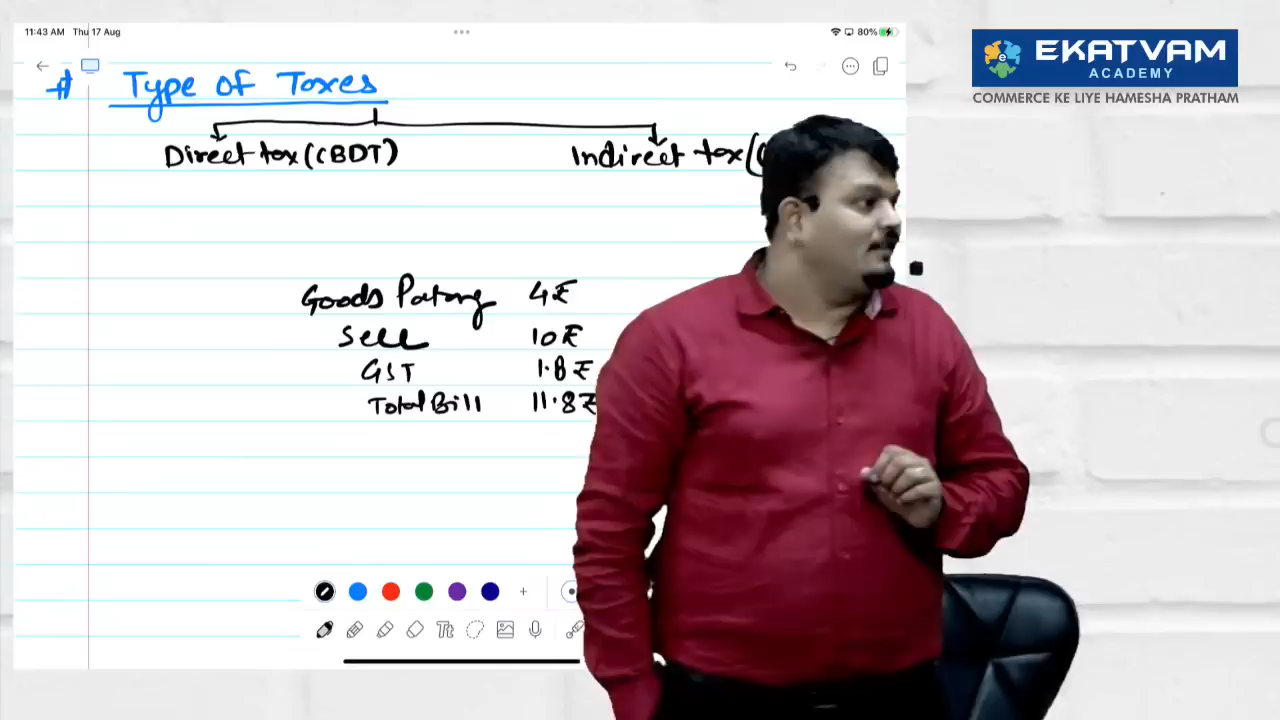 11:43 AM Thu 17 Aug
80%
EKATVAM
ACADEMY
COMMERCE KE LIYE HAMESHA PRATHAM
# Type of Taxes
Direct tax (CBDT) Indirect tax (
Goods Patang 4₹
Sell 10₹
GST 1.8₹
Total Bill 11.8₹
Tt